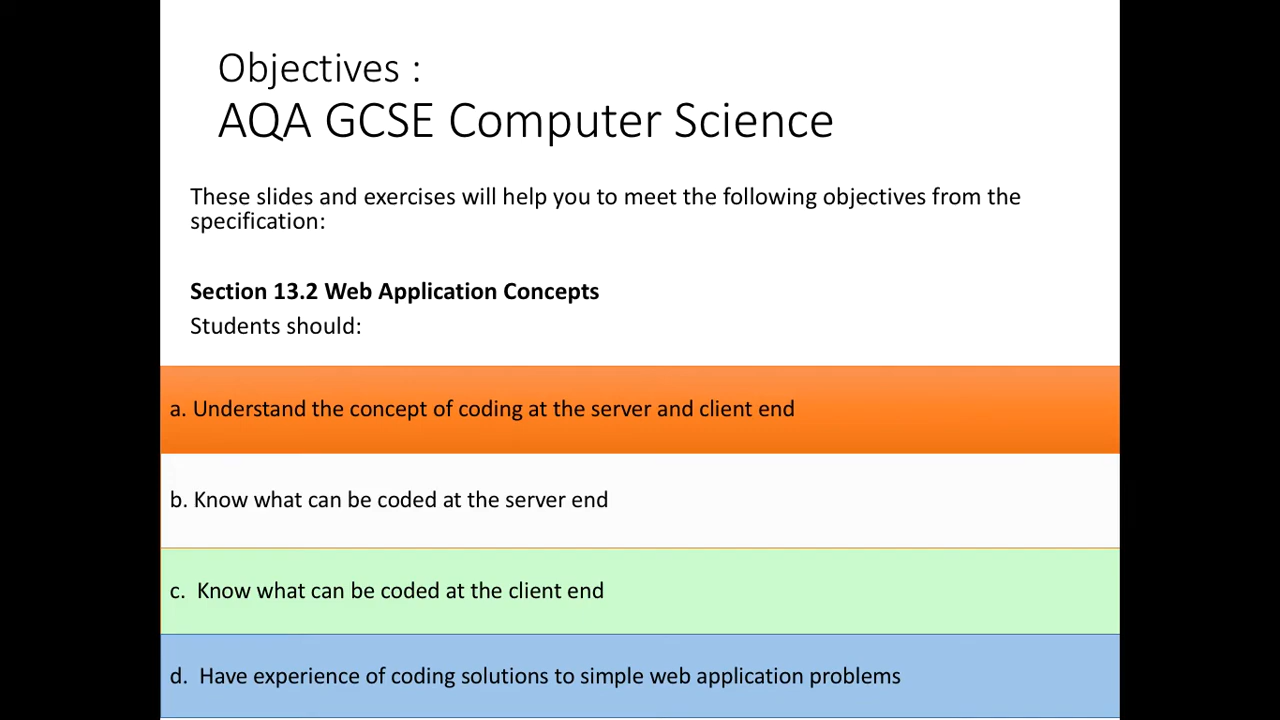 Objectives :
AQA GCSE Computer Science
These slides and exercises will help you to meet the following objectives from the
specification:
Section 13.2 Web Application Concepts
Students should:
a. Understand the concept of coding at the server and client end
b. Know what can be coded at the server end
c.  Know what can be coded at the client end
d.  Have experience of coding solutions to simple web application problems